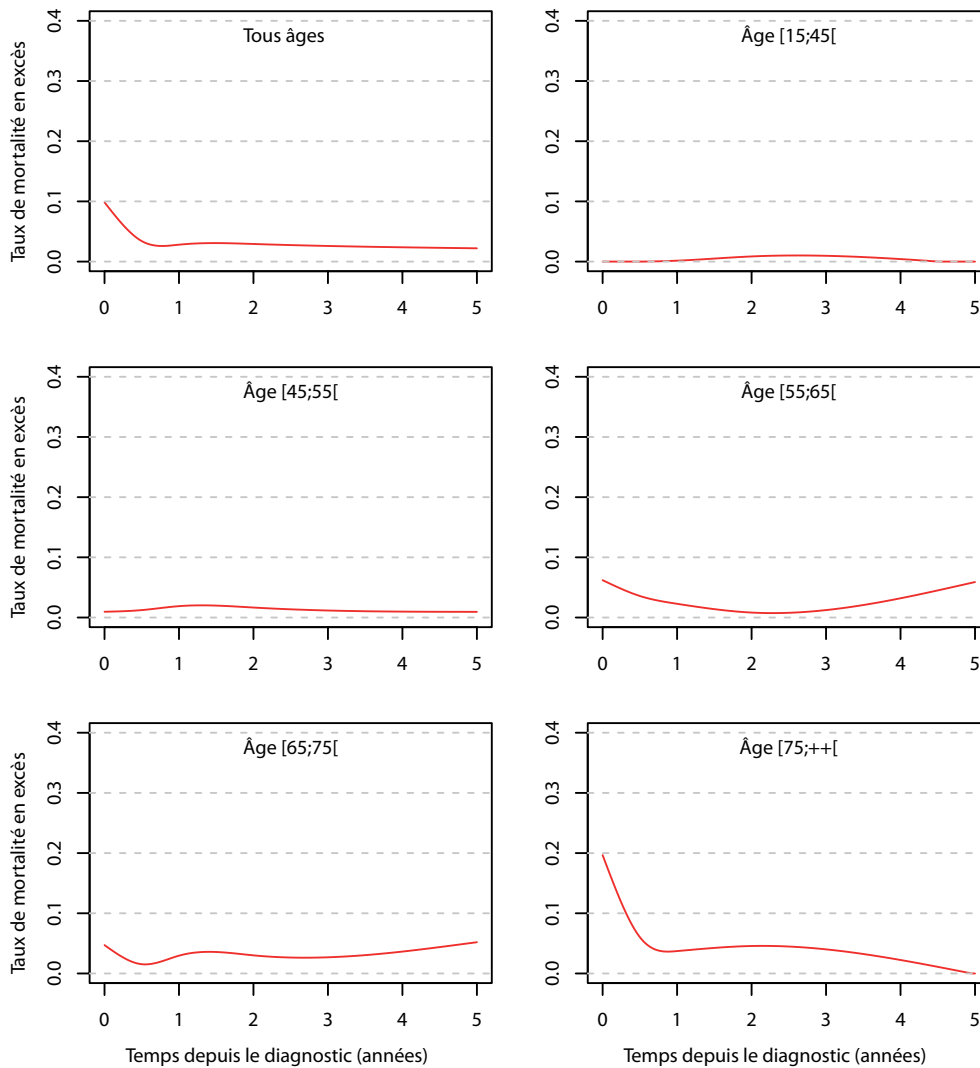 Tous âges
Taux de mortalité en excès
0.4
0.3
0.2
0.1
0.0
0 1 2 3 4 5
Âge [15;45[
0.4
0.3
0.2
0.1
0.0
0 1 2 3 4 5
Âge [45;55[
Taux de mortalité en excès
0.4
0.3
0.2
0.1
0.0
0 1 2 3 4 5
Âge [55;65[
0.4
0.3
0.2
0.1
0.0
0 1 2 3 4 5
Âge [65;75[
Taux de mortalité en excès
0.4
0.3
0.2
0.1
0.0
0 1 2 3 4 5
Temps depuis le diagnostic (années)
Âge [75;++[
0.4
0.3
0.2
0.1
0.0
0 1 2 3 4 5
Temps depuis le diagnostic (années)